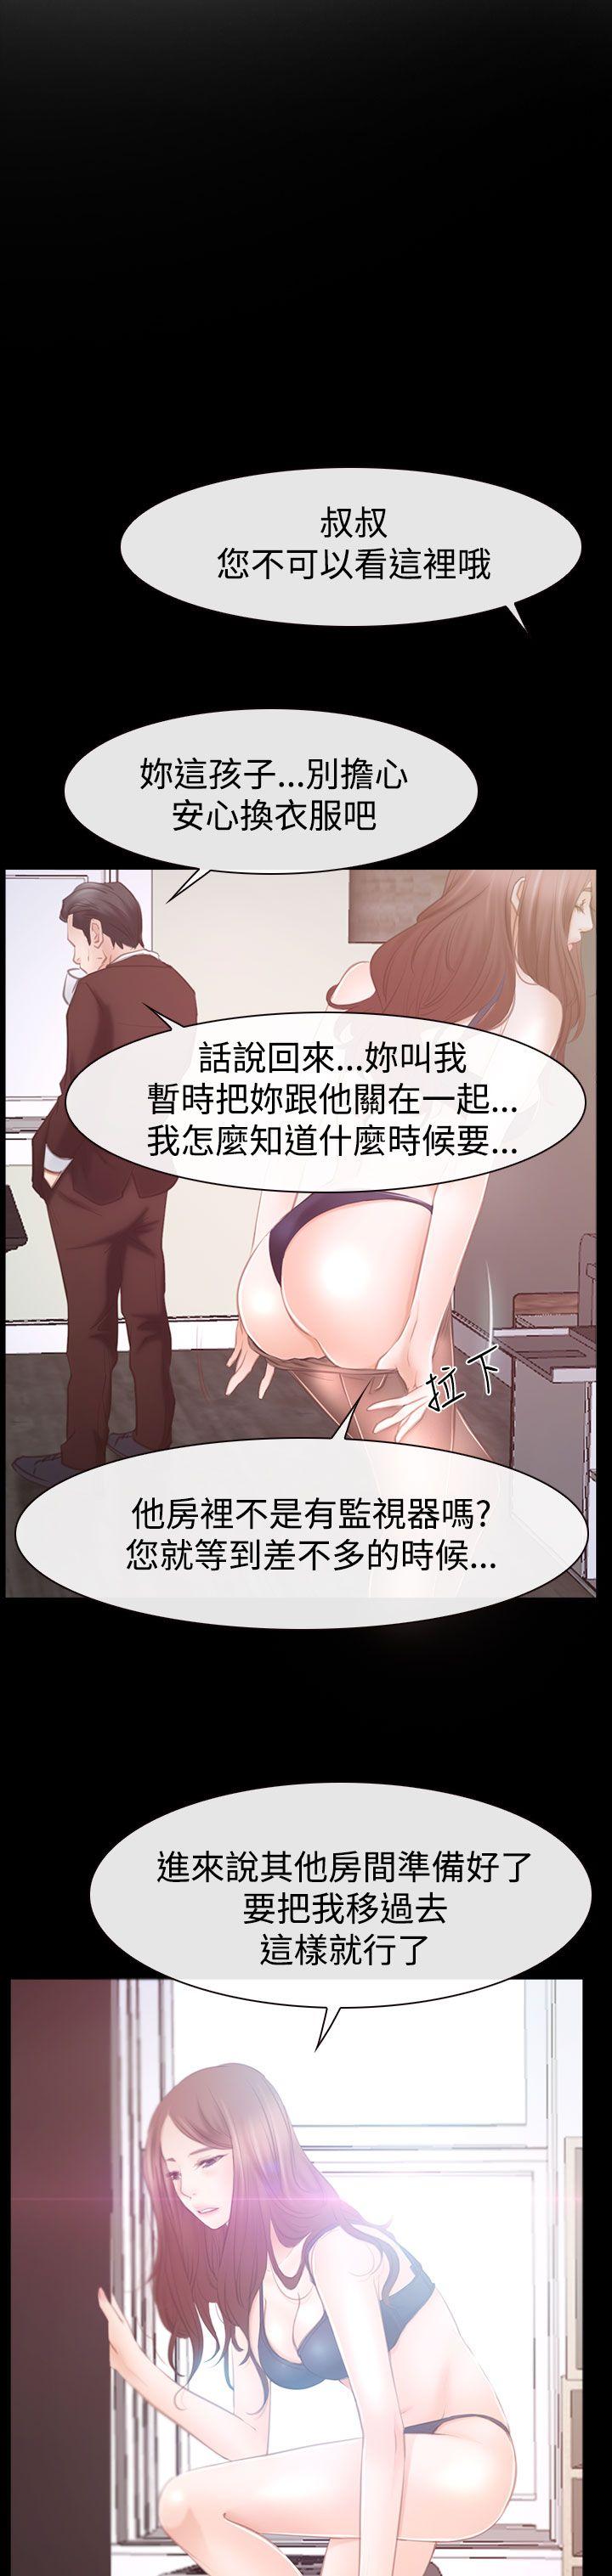 叔叔
您不可以看這裡哦
妳這孩子...別擔心
安心換衣服吧
話說回來...妳叫我
暫時把妳跟他關在一起...
我怎麼知道什麼時候要...
拉下
他房裡不是有監視器嗎?
您就等到差不多的時候...
進來說其他房間準備好了
要把我移過去
這樣就行了